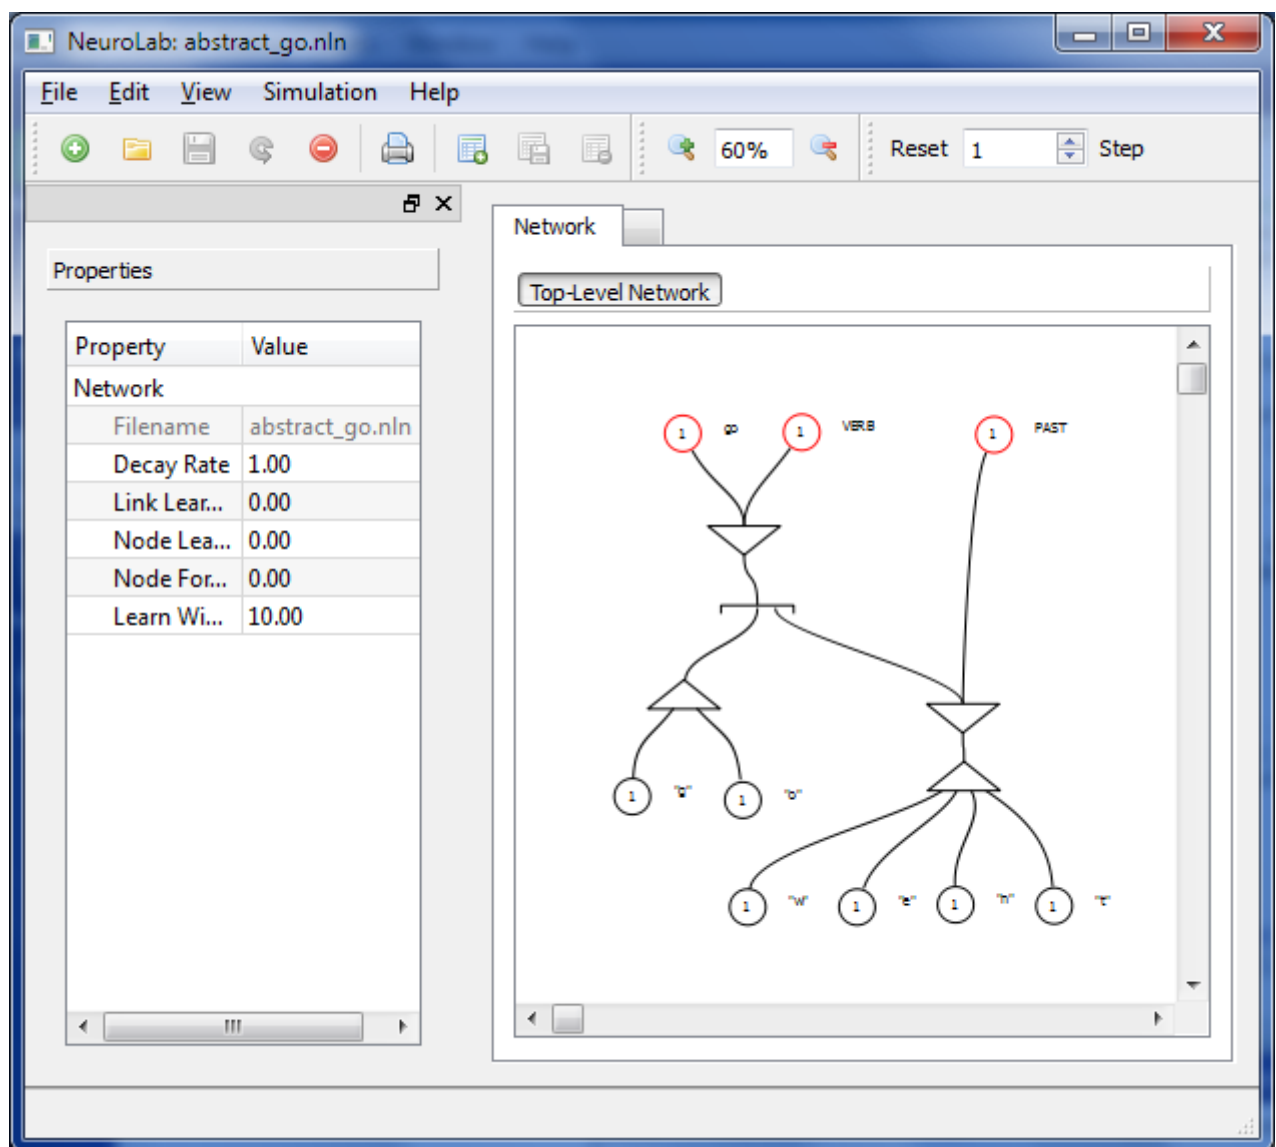 NeuroLab: abstract_go.nln
File Edit View Simulation Help
60% Reset 1 Step
Network
Properties
Top-Level Network
Property Value
Network
Filename abstract_go.nln
Decay Rate 1.00
Link Lear... 0.00
Node Lea... 0.00
Node For... 0.00
Learn Wi... 10.00
1 go 1 VERB 1 PAST
1 "g" 1 "o"
1 "w" 1 "e" 1 "n" 1 "t"